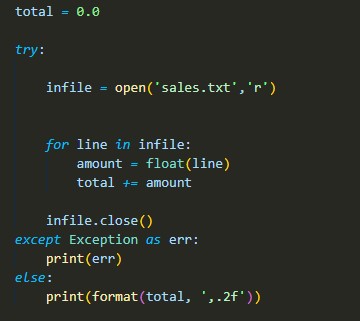 total = 0.0
try:
    infile = open('sales.txt','r')
    for line in infile:
        amount = float(line)
        total += amount
    infile.close()
except Exception as err:
    print(err)
else:
    print(format(total, ',.2f'))